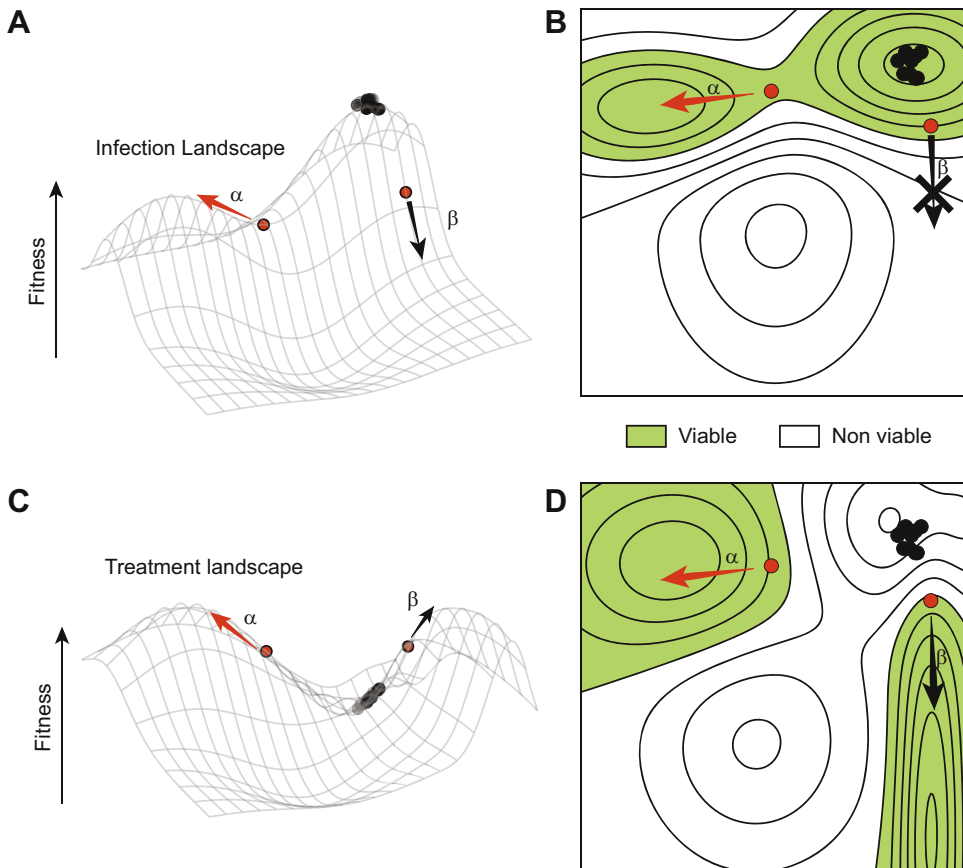 A
B
Infection Landscape
Fitness
α
β
α
β
Viable
Non viable
C
D
Treatment landscape
Fitness
α
β
α
β